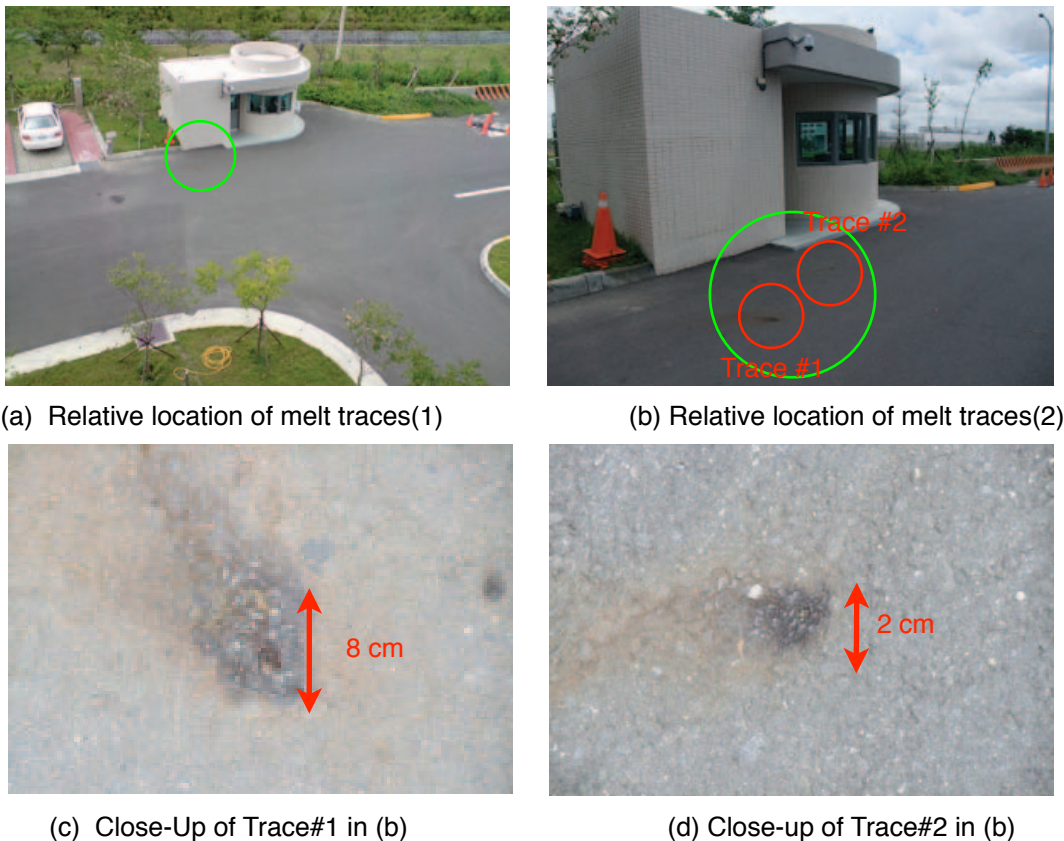 Trace #2
Trace #1
(a) Relative location of melt traces(1)
(b) Relative location of melt traces(2)
8 cm
2 cm
(c) Close-Up of Trace#1 in (b)
(d) Close-up of Trace#2 in (b)